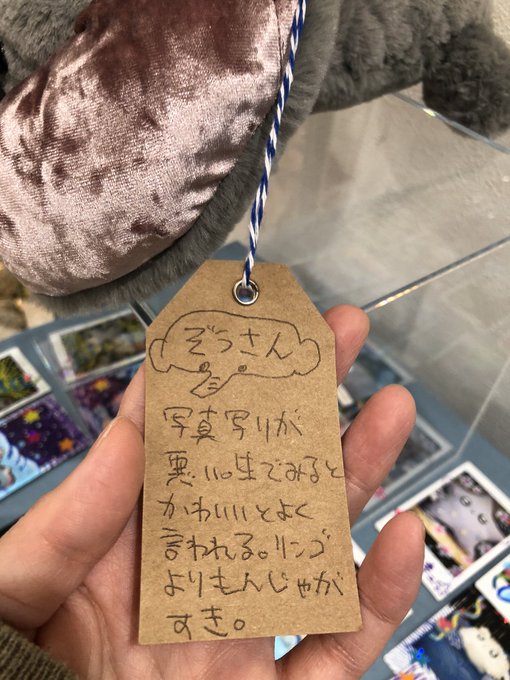 ぞうさん
写真写りが
悪い。生でみると
かわいいとよく
言われる。リンゴ
よりもんじゃが
すき。